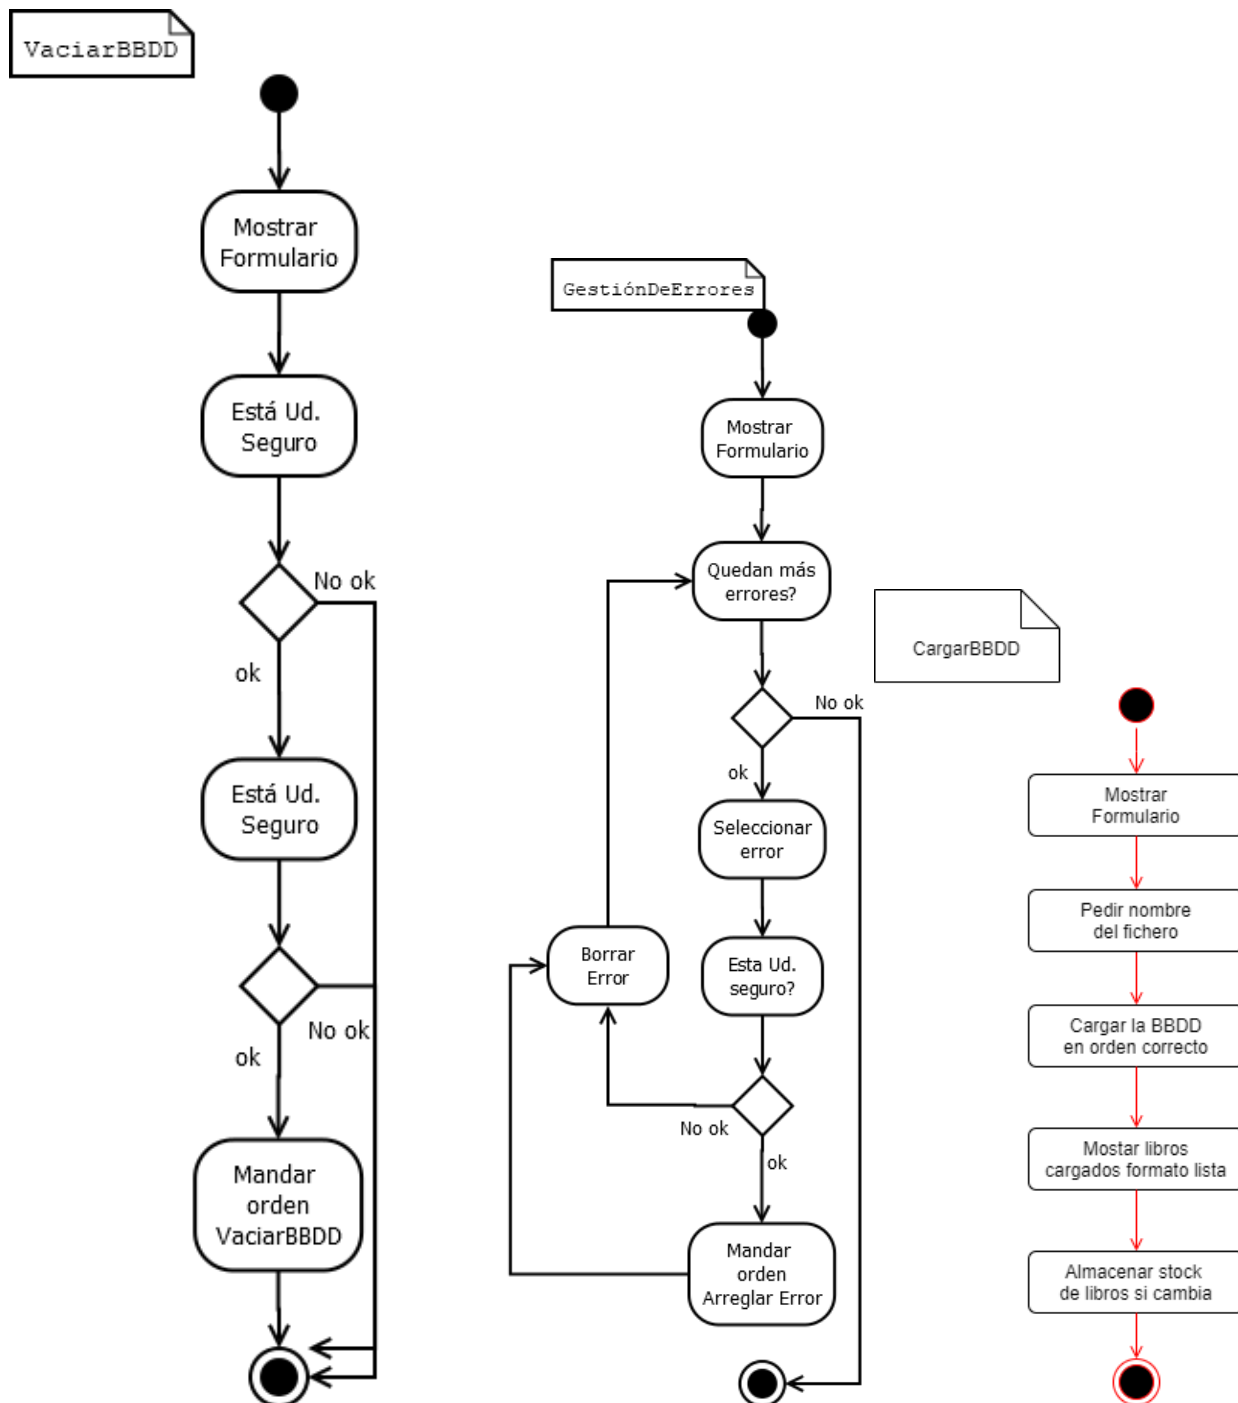 VaciarBBDD
Mostrar
Formulario
Está Ud.
Seguro
No ok
ok
Está Ud.
Seguro
No ok
ok
Mandar
orden
VaciarBBDD
GestiónDeErrores
Mostrar
Formulario
Quedan más
errores?
No ok
ok
Seleccionar
error
Borrar
Error
Esta Ud.
seguro?
No ok
ok
Mandar
orden
Arreglar Error
CargarBBDD
Mostrar
Formulario
Pedir nombre
del fichero
Cargar la BBDD
en orden correcto
Mostar libros
cargados formato lista
Almacenar stock
de libros si cambia